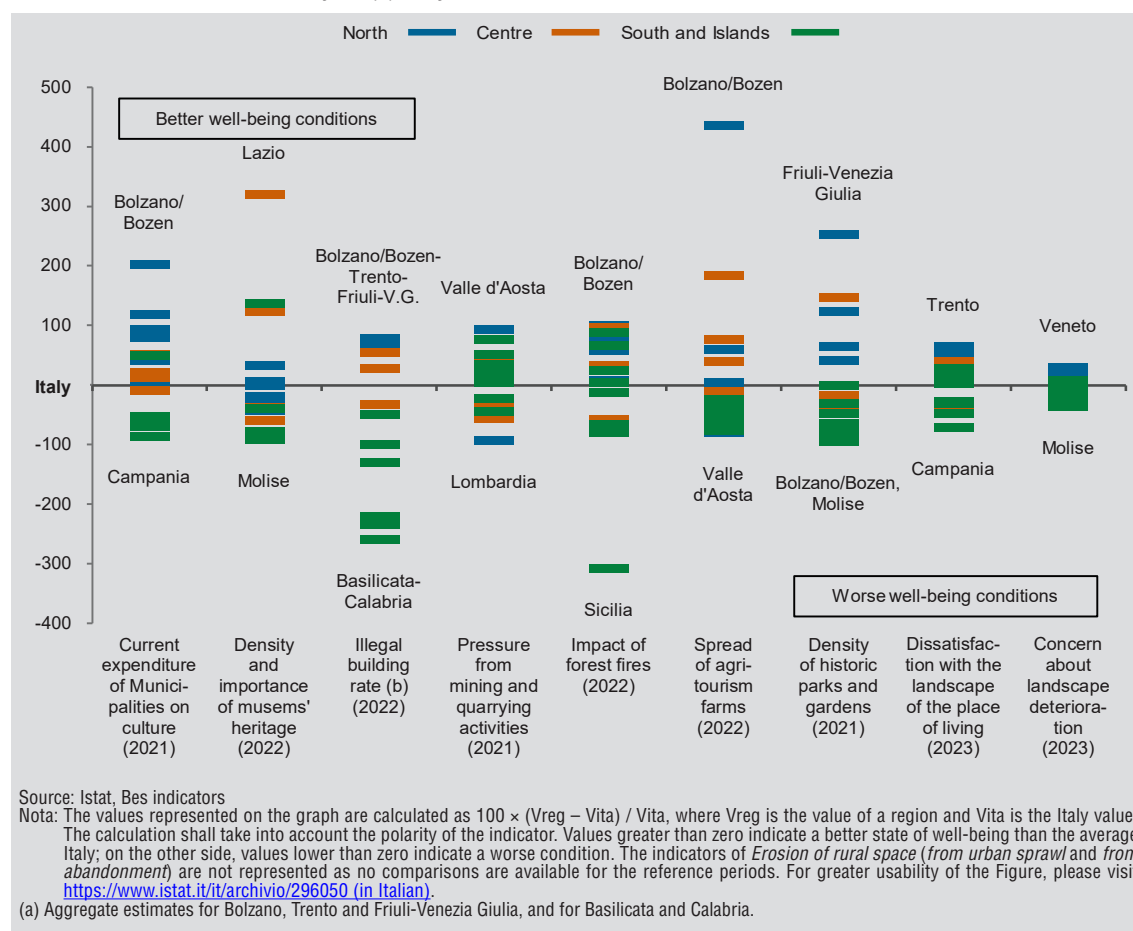 North Centre South and Islands
500
400
300
200
100
Italy
-100
-200
-300
-400
Better well-being conditions
Worse well-being conditions
Bolzano/
Bozen
Campania
Lazio
Molise
Bolzano/Bozen-
Trento-
Friuli-V.G.
Basilicata-
Calabria
Valle d'Aosta
Lombardia
Bolzano/
Bozen
Sicilia
Bolzano/Bozen
Valle
d'Aosta
Friuli-Venezia
Giulia
Bolzano/Bozen,
Molise
Trento
Campania
Veneto
Molise
Current
expenditure
of Munici-
palities on
culture
(2021)
Density
and
importance
of musems'
heritage
(2022)
Illegal
building
rate (b)
(2022)
Pressure
from
mining and
quarrying
activities
(2021)
Impact of
forest fires
(2022)
Spread
of agri-
tourism
farms
(2022)
Density
of historic
parks and
gardens
(2021)
Dissatisfac-
tion with the
landscape
of the place
of living
(2023)
Concern
about
landscape
deteriora-
tion
(2023)
Source: Istat, Bes indicators
Nota: The values represented on the graph are calculated as 100 × (Vreg – Vita) / Vita, where Vreg is the value of a region and Vita is the Italy value
The calculation shall take into account the polarity of the indicator. Values greater than zero indicate a better state of well-being than the average
Italy; on the other side, values lower than zero indicate a worse condition. The indicators of Erosion of rural space (from urban sprawl and from
abandonment) are not represented as no comparisons are available for the reference periods. For greater usability of the Figure, please visi
https://www.istat.it/it/archivio/296050 (in Italian).
(a) Aggregate estimates for Bolzano, Trento and Friuli-Venezia Giulia, and for Basilicata and Calabria.